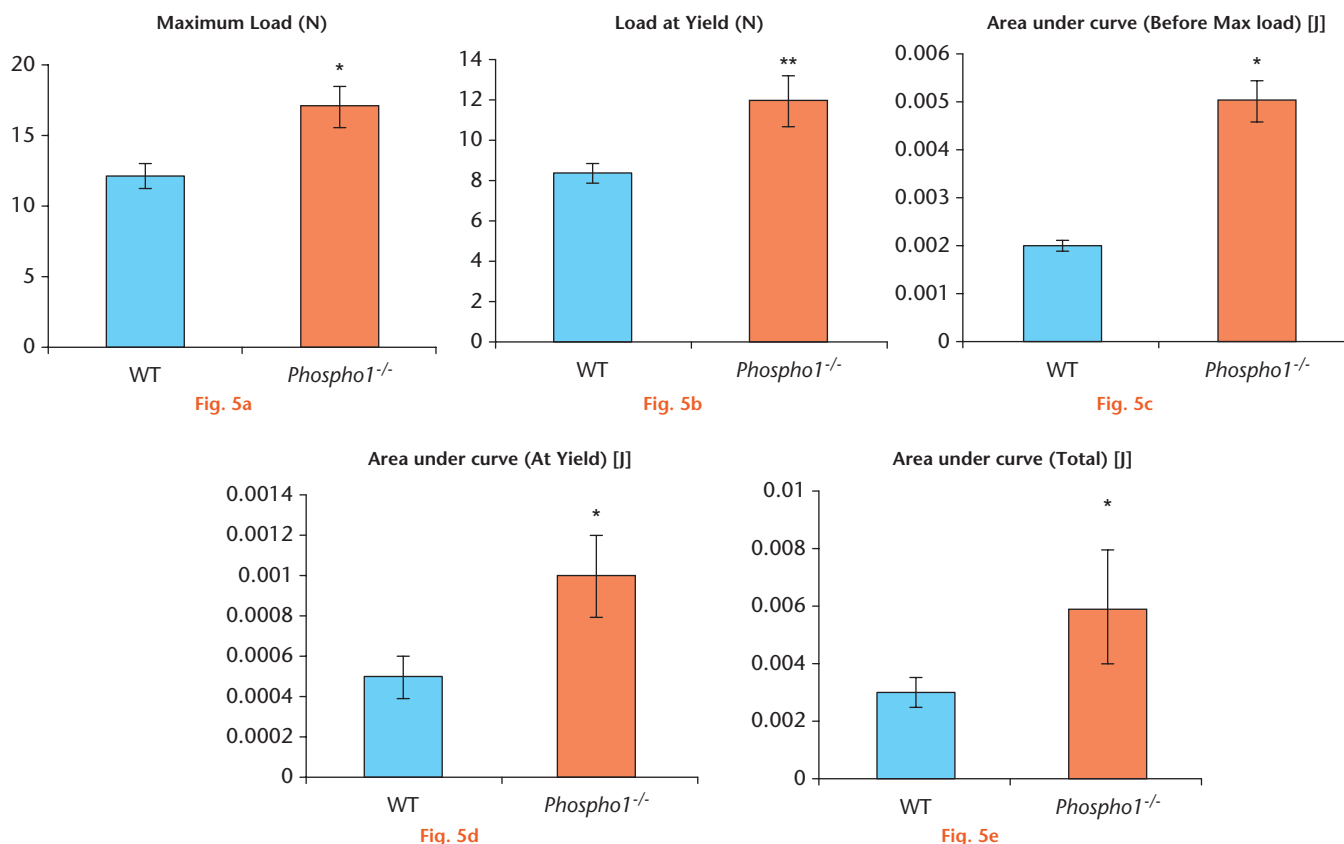 Maximum Load (N)
20
15
10
5
0
*
WT
Phospho1-/-
Fig. 5a
Load at Yield (N)
14
12
10
8
6
4
2
0
**
WT
Phospho1-/-
Fig. 5b
Area under curve (Before Max load) [J]
0.006
0.005
0.004
0.003
0.002
0.001
0
*
WT
Phospho1-/-
Fig. 5c
Area under curve (At Yield) [J]
0.0014
0.0012
0.001
0.0008
0.0006
0.0004
0.0002
0
*
WT
Phospho1-/-
Fig. 5d
Area under curve (Total) [J]
0.01
0.008
0.006
0.004
0.002
0
*
WT
Phospho1-/-
Fig. 5e